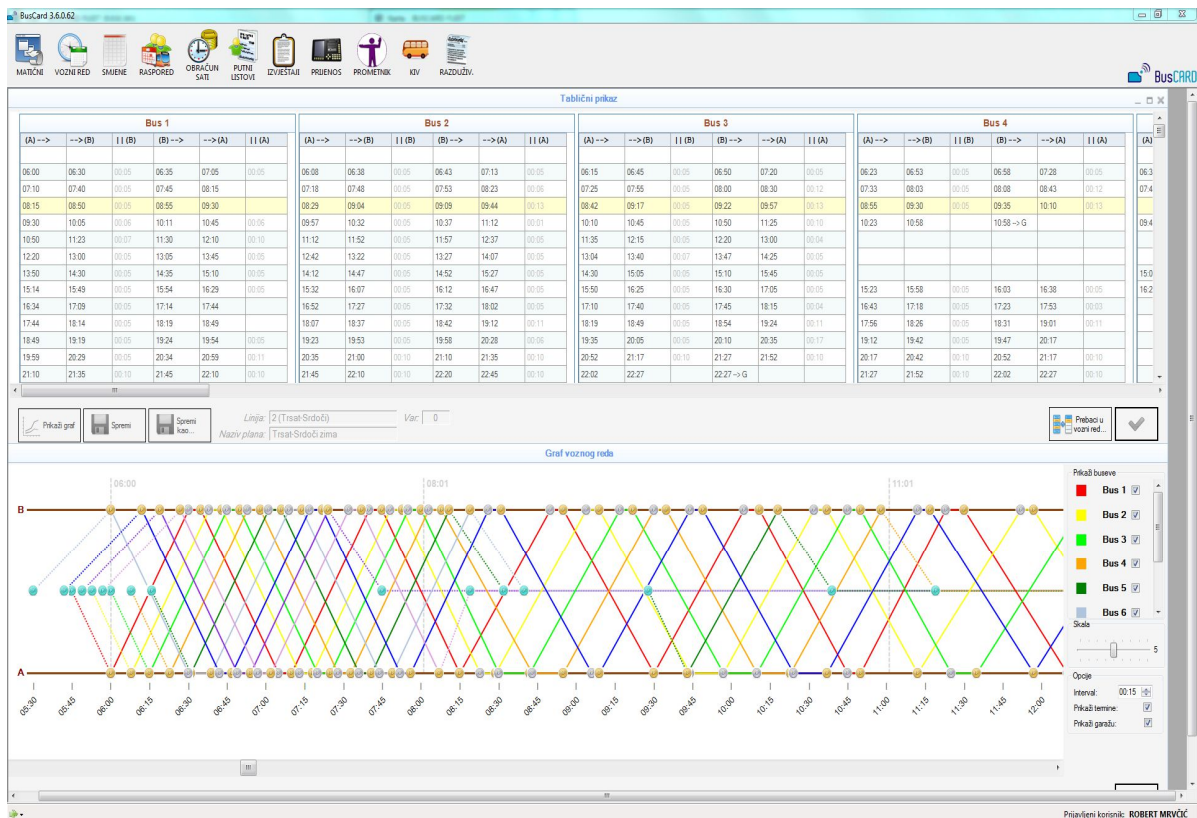 BusCard 3.6.0.62
MATIČNI VOZNI RED SMJENE RASPORED OBRAČUN SATI PUTNI LISTOVI IZVJEŠTAJI PRIJENOS PROMETNIK KIV RAZDUŽIV.
BusCARD
Tablični prikaz
Bus 1 Bus 2 Bus 3 Bus 4
(A) --> --> (B) | | (B) (B) --> --> (A) | | (A) (A) --> --> (B) | | (B) (B) --> --> (A) | | (A) (A) --> --> (B) | | (B) (B) --> --> (A) | | (A) (A) --> --> (B) | | (B) (B) --> --> (A) | | (A) (A)
06:00 06:30 00:05 06:35 07:05 00:05 06:08 06:38 00:05 06:43 07:13 00:05 06:15 06:45 00:05 06:50 07:20 00:05 06:23 06:53 00:05 06:58 07:28 00:05 06:3
07:10 07:40 00:05 07:45 08:15 07:18 07:48 00:05 07:53 08:23 00:06 07:25 07:55 00:05 08:00 08:30 00:12 07:33 08:03 00:05 08:08 08:43 00:12 07:4
08:15 08:50 00:05 08:55 09:30 08:29 09:04 00:05 09:09 09:44 00:13 08:42 09:17 00:05 09:22 09:57 00:13 08:55 09:30 00:05 09:35 10:10 00:13
09:30 10:05 00:06 10:11 10:45 00:06 09:57 10:32 00:05 10:37 11:12 00:01 10:10 10:45 00:05 10:50 11:25 00:10 10:23 10:58 10:58 --> G 09:4
10:50 11:23 00:07 11:30 12:10 00:10 11:12 11:52 00:05 11:57 12:37 00:05 11:35 12:15 00:05 12:20 13:00 00:04
12:20 13:00 00:05 13:05 13:45 00:05 12:42 13:22 00:05 13:27 14:07 00:05 13:04 13:40 00:07 13:47 14:25 00:05
13:50 14:30 00:05 14:35 15:10 00:05 14:12 14:47 00:05 14:52 15:27 00:05 14:30 15:05 00:05 15:10 15:45 00:05 15:0
15:14 15:49 00:05 15:54 16:29 00:05 15:32 16:07 00:05 16:12 16:47 00:05 15:50 16:25 00:05 16:30 17:05 00:05 15:23 15:58 00:05 16:03 16:38 00:05 16:2
16:34 17:09 00:05 17:14 17:44 16:52 17:27 00:05 17:32 18:02 00:05 17:10 17:40 00:05 17:45 18:15 00:04 16:43 17:18 00:05 17:23 17:53 00:03
17:44 18:14 00:05 18:19 18:49 18:07 18:37 00:05 18:42 19:12 00:11 18:19 18:49 00:05 18:54 19:24 00:11 17:56 18:26 00:05 18:31 19:01 00:11
18:49 19:19 00:05 19:24 19:54 00:05 19:23 19:53 00:05 19:58 20:28 00:06 19:35 20:05 00:05 20:10 20:35 00:17 19:12 19:42 00:05 19:47 20:17
19:59 20:29 00:05 20:34 20:59 00:11 20:35 21:00 00:10 21:10 21:35 00:10 20:52 21:17 00:10 21:27 21:52 00:10 20:17 20:42 00:10 20:52 21:17 00:10
21:10 21:35 00:10 21:45 22:10 00:10 21:45 22:10 00:10 22:20 22:45 00:10 22:02 22:27 22:27 --> G 21:27 21:52 00:10 22:02 22:27 00:10
Prikaži graf Spremi Spremi kao... Linija: 2 (Trsat-Srdoči) Var: 0
Naziv plana: Trsat-Srdoči zima
Prebaci u vozni red...
Graf voznog reda
06:00 08:01 11:01
B
A
05:30 05:45 06:00 06:15 06:30 06:45 07:00 07:15 07:30 07:45 08:00 08:15 08:30 08:45 09:00 09:15 09:30 09:45 10:00 10:15 10:30 10:45 11:00 11:15 11:30 11:45 12:00
Prikaži buseve
Bus 1
Bus 2
Bus 3
Bus 4
Bus 5
Bus 6
Skala
5
Opcije
Interval: 00:15
Prikaži termine:
Prikaži garažu:
Prijavljeni korisnik: ROBERT MRVČIĆ